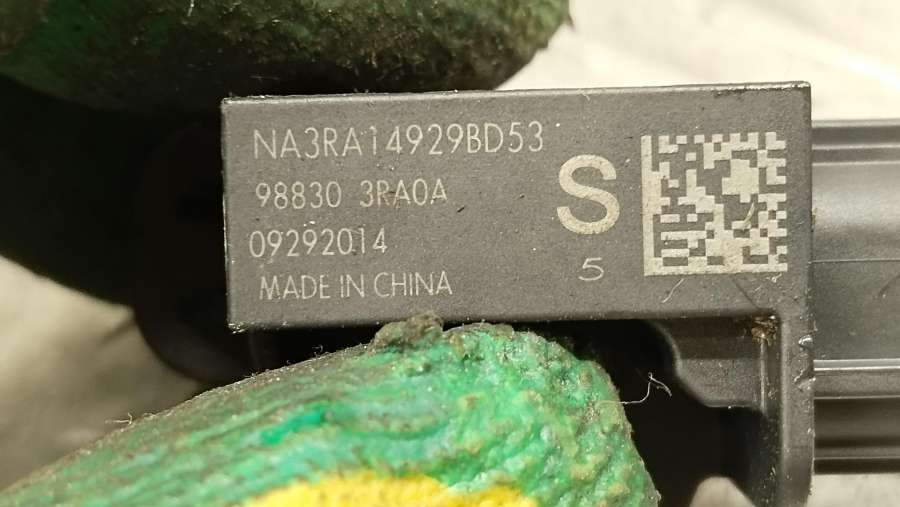 NA3RA14929BD53
98830 3RA0A
09292014
MADE IN CHINA
S
5